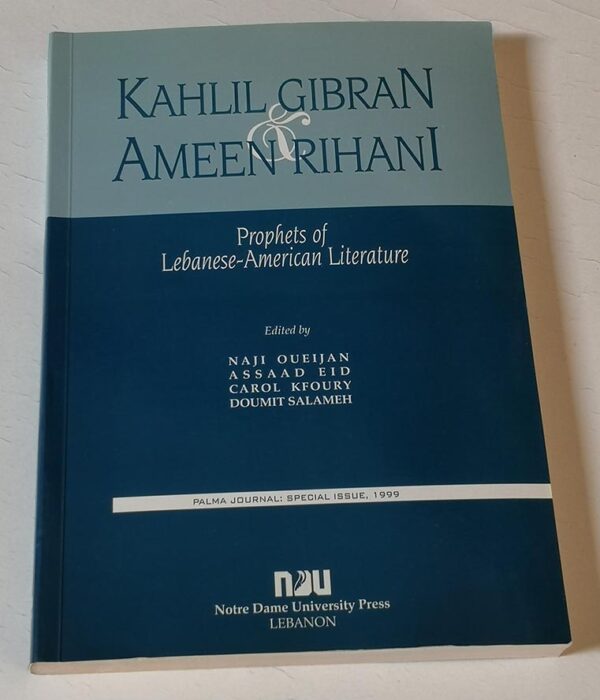 KAHLIL GIBRAN
&
AMEEN RIHANI
Prophets of
Lebanese-American Literature
Edited by
NAJI OUEIJAN
ASSAAD EID
CAROL KFOURY
DOUMIT SALAMEH
PALMA JOURNAL: SPECIAL ISSUE, 1999
NDU
Notre Dame University Press
LEBANON